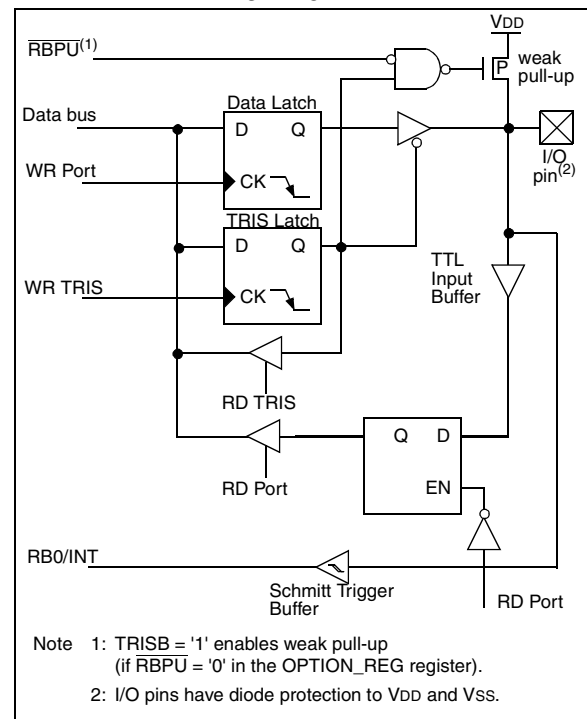 VDD
RBPU(1)
P
weak
pull-up
Data Latch
Data bus
D Q
I/O
pin(2)
WR Port
CK
TRIS Latch
D Q
TTL
Input
Buffer
WR TRIS
CK
RD TRIS
Q D
RD Port
EN
RB0/INT
Schmitt Trigger
Buffer
RD Port
Note 1: TRISB = '1' enables weak pull-up
(if RBPU = '0' in the OPTION_REG register).
2: I/O pins have diode protection to VDD and VSS.